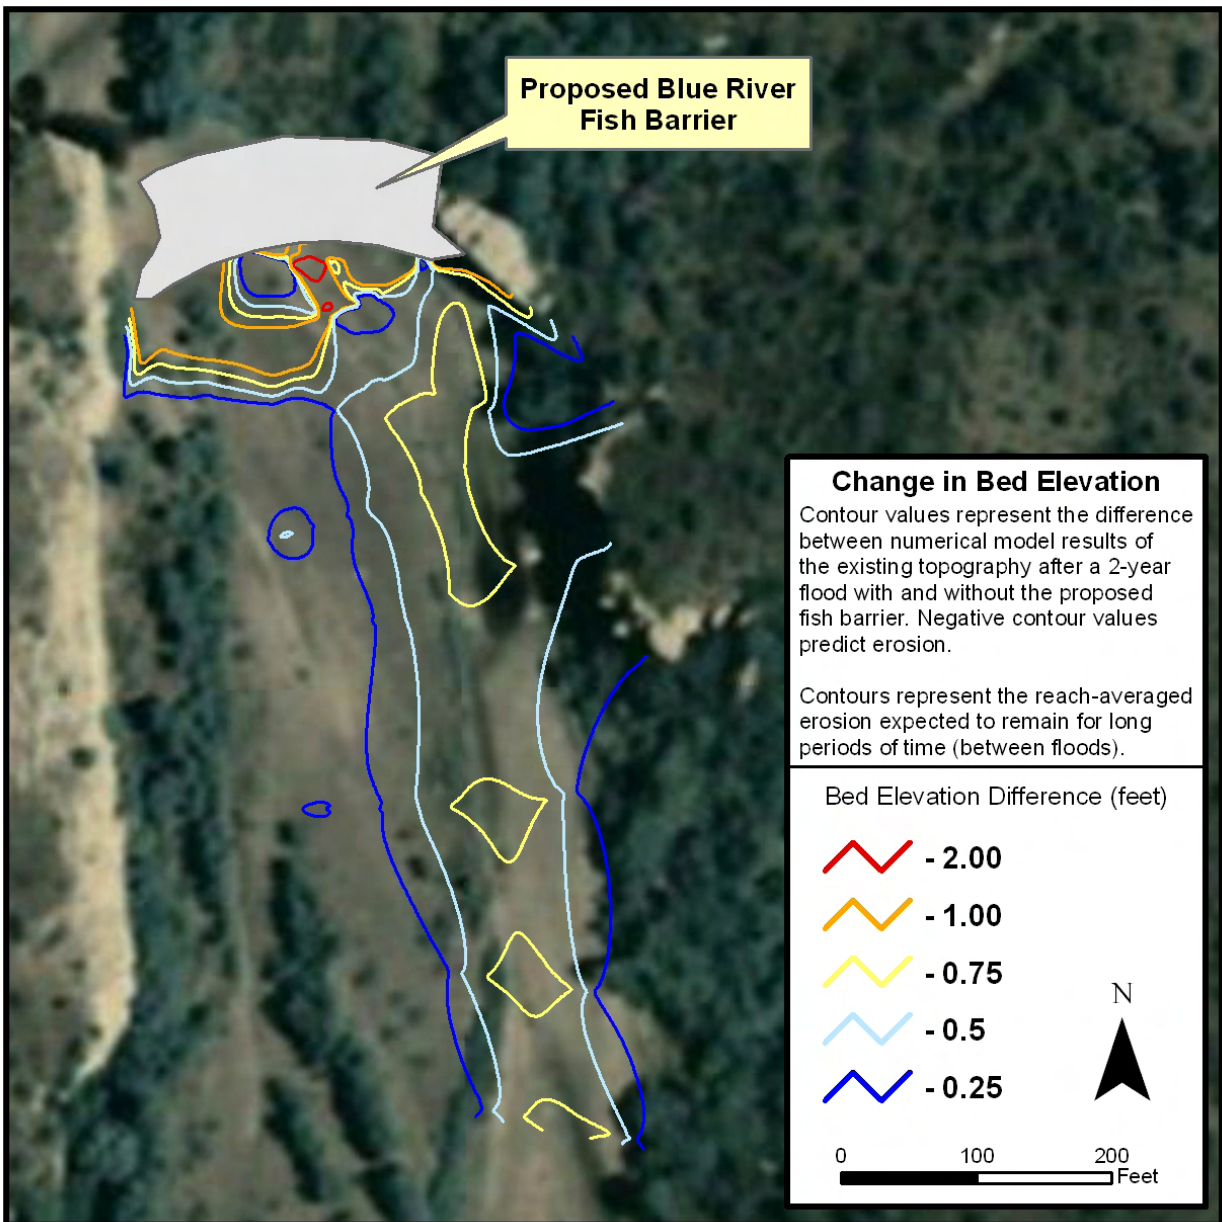 Proposed Blue River
Fish Barrier
Change in Bed Elevation
Contour values represent the difference
between numerical model results of
the existing topography after a 2-year
flood with and without the proposed
fish barrier. Negative contour values
predict erosion.
Contours represent the reach-averaged
erosion expected to remain for long
periods of time (between floods).
Bed Elevation Difference (feet)
- 2.00
- 1.00
- 0.75
- 0.5
- 0.25
N
0 100 200
Feet